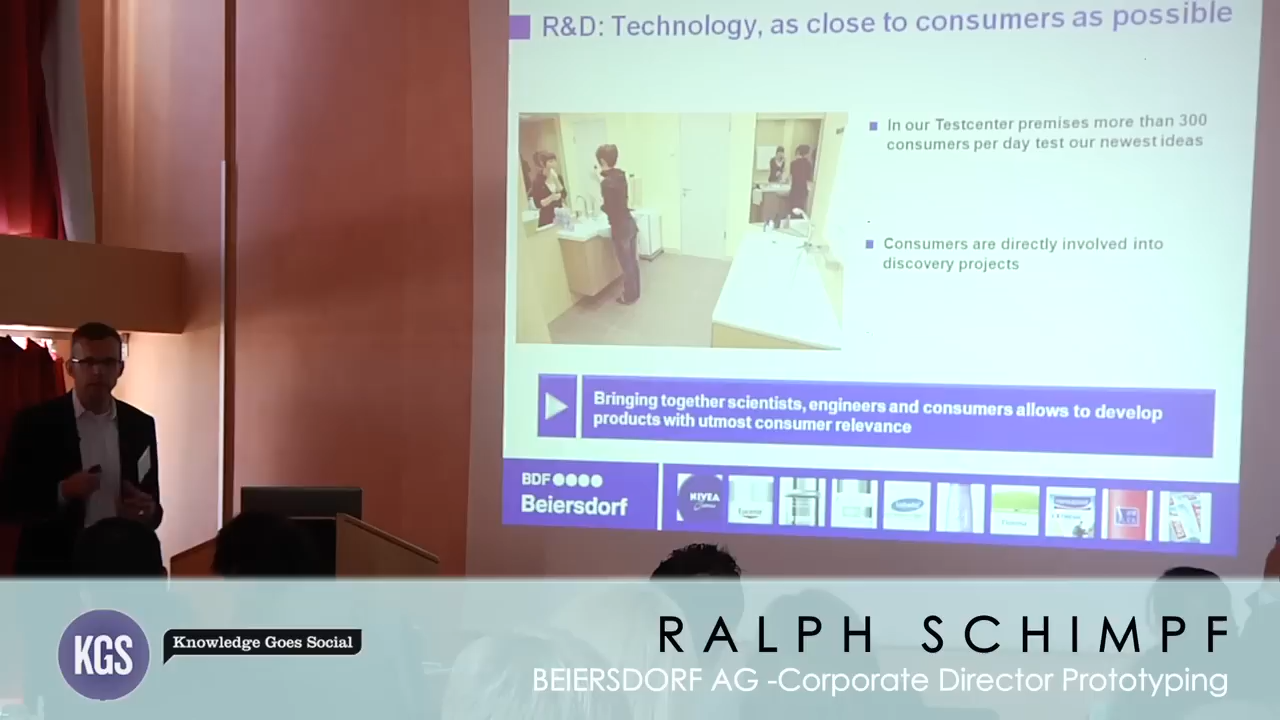 R&D: Technology, as close to consumers as possible
In our Testcenter premises more than 300
consumers per day test our newest ideas
Consumers are directly involved into
discovery projects
Bringing together scientists, engineers and consumers allows to develop
products with utmost consumer relevance
BDF
Beiersdorf
NIVEA
Creme
Eucerin
KGS
Knowledge Goes Social
RALPH SCHIMPF
BEIERSDORF AG -Corporate Director Prototyping